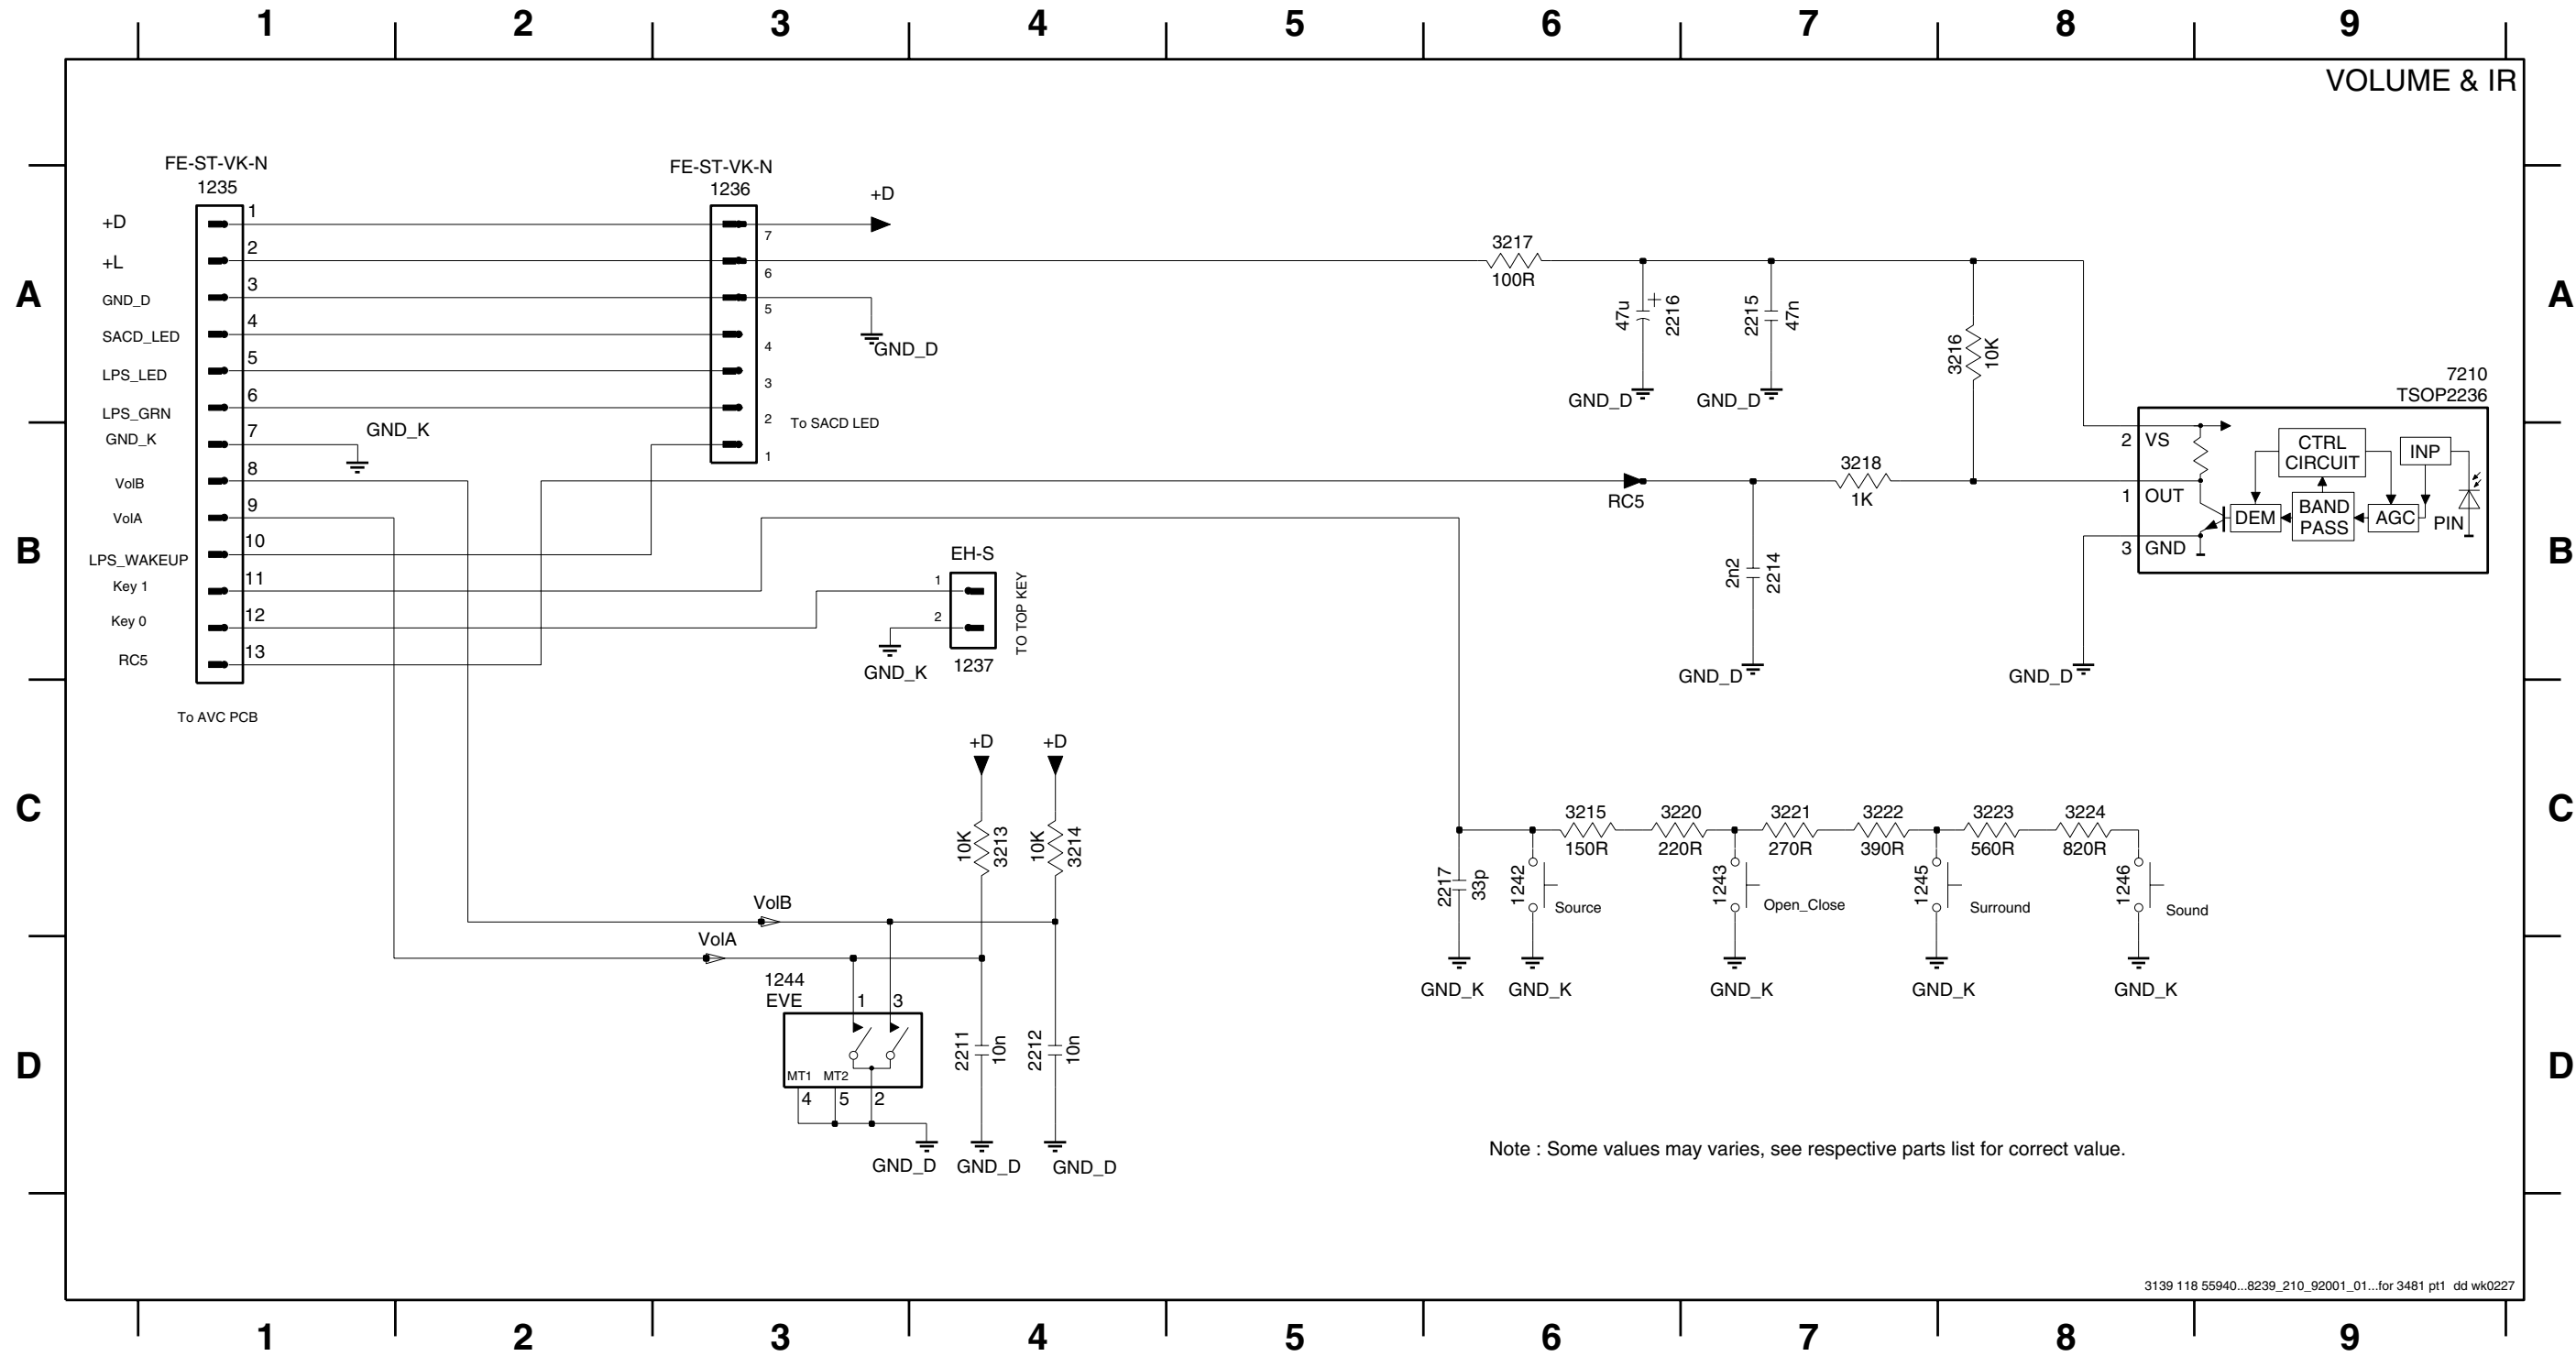 1 2 3 4 5 6 7 8 9
VOLUME & IR
FE-ST-VK-N
1235
FE-ST-VK-N
1236
+D
+D
+L
GND_D
SACD_LED
LPS_LED
LPS_GRN
GND_K
VolB
VolA
LPS_WAKEUP
Key 1
Key 0
RC5
1
2
3
4
5
6
7
8
9
10
11
12
13
To AVC PCB
GND_K
7
6
5
4
3
2
1
To SACD LED
GND_D
A
A
3217
100R
47u
+
2216
GND_D
2215
47n
GND_D
3216
10K
7210
TSOP2236
2 VS
1 OUT
3 GND
CTRL
CIRCUIT
INP
DEM
BAND
PASS
AGC
PIN
RC5
3218
1K
2n2
2214
GND_D
GND_D
B
B
EH-S
1
2
TO TOP KEY
1237
GND_K
+D
+D
10K
3213
10K
3214
C
C
VolB
VolA
3215
150R
3220
220R
3221
270R
3222
390R
3223
560R
3224
820R
2217
33p
1242
Source
1243
Open_Close
1245
Surround
1246
Sound
GND_K
GND_K
GND_K
GND_K
GND_K
1244
EVE
1
3
MT1
MT2
4
5
2
2211
10n
2212
10n
GND_D
GND_D
GND_D
D
D
Note : Some values may varies, see respective parts list for correct value.
3139 118 55940...8239_210_92001_01...for 3481 pt1 dd wk0227
1 2 3 4 5 6 7 8 9